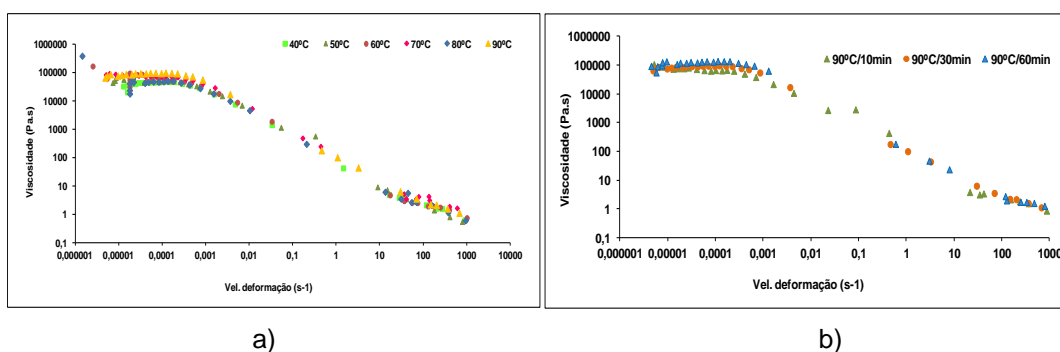 40ºC 50ºC 60ºC 70ºC 80ºC 90ºC
1000000
100000
10000
1000
100
10
1
0,1
Viscosidade (Pa.s)
0,000001 0,00001 0,0001 0,001 0,01 0,1 1 10 100 1000 10000
Vel. deformação (s-1)
a)
90ºC/10min 90ºC/30min 90ºC/60min
1000000
100000
10000
1000
100
10
1
0,1
Viscosidade (Pa.s)
0,000001 0,00001 0,0001 0,001 0,01 0,1 1 10 100 1000
Vel. deformação (s-1)
b)